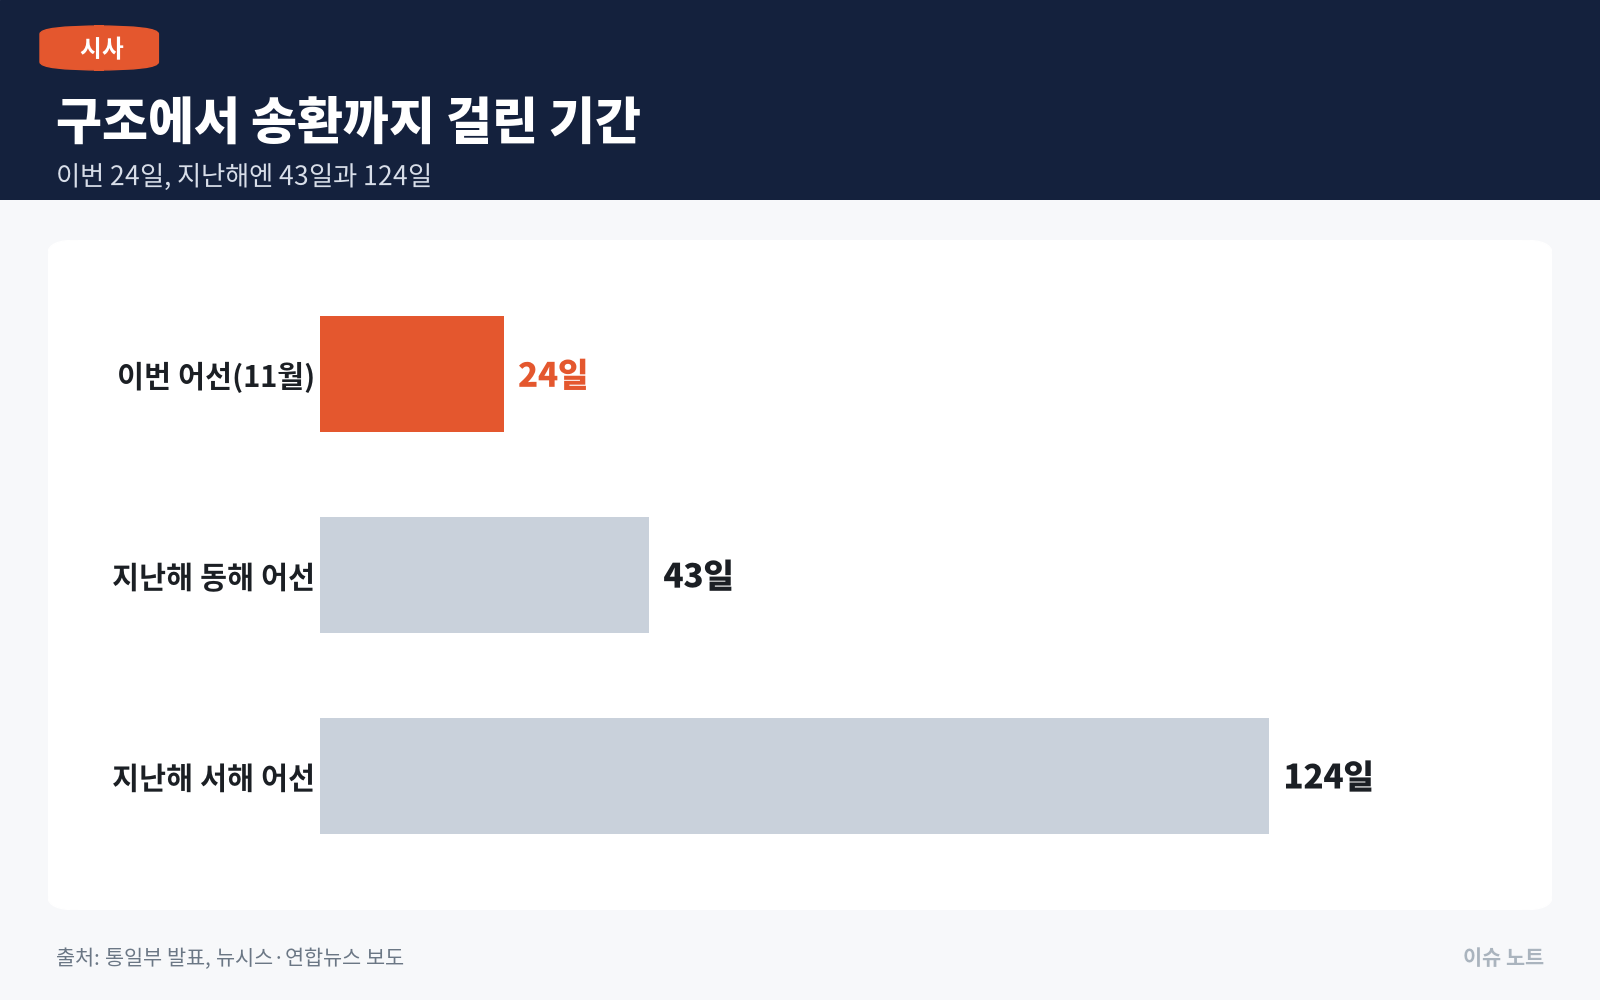 시사
구조에서 송환까지 걸린 기간
이번 24일, 지난해엔 43일과 124일
이번 어선(11월)
24일
지난해 동해 어선
43일
지난해 서해 어선
124일
출처: 통일부 발표, 뉴시스·연합뉴스 보도
이슈 노트